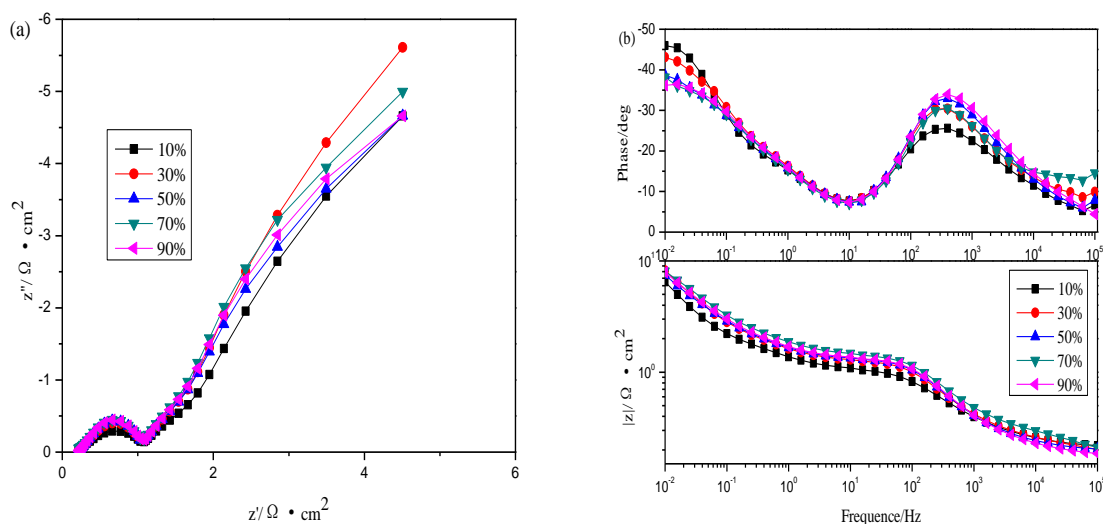 (a)
-6
-5
-4
-3
-2
-1
0
z''/ Ω • cm2
10%
30%
50%
70%
90%
0 2 4 6
z'/ Ω • cm2
(b)
-50
-40
-30
-20
-10
0
Phase/deg
10-2 10-1 100 101 102 103 104 105
101
100
|z|/ Ω • cm2
10%
30%
50%
70%
90%
10-2 10-1 100 101 102 103 104 105
Frequence/Hz